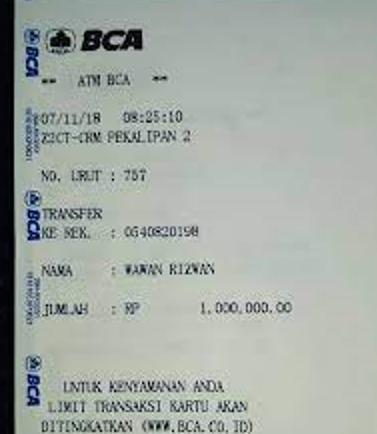 BCA
** ATM BCA **
07/11/18 08:25:10
Z2CT-CRM PEKALIPAN 2
NO. URUT : 757
TRANSFER
KE REK. : 0540820198
NAMA : WAWAN RIZWAN
JUMLAH : RP 1.000.000.00
UNTUK KENYAMANAN ANDA
LIMIT TRANSAKSI KARTU AKAN
DITINGKATKAN (WWW.BCA.CO.ID)
BCA
BCA
BCA